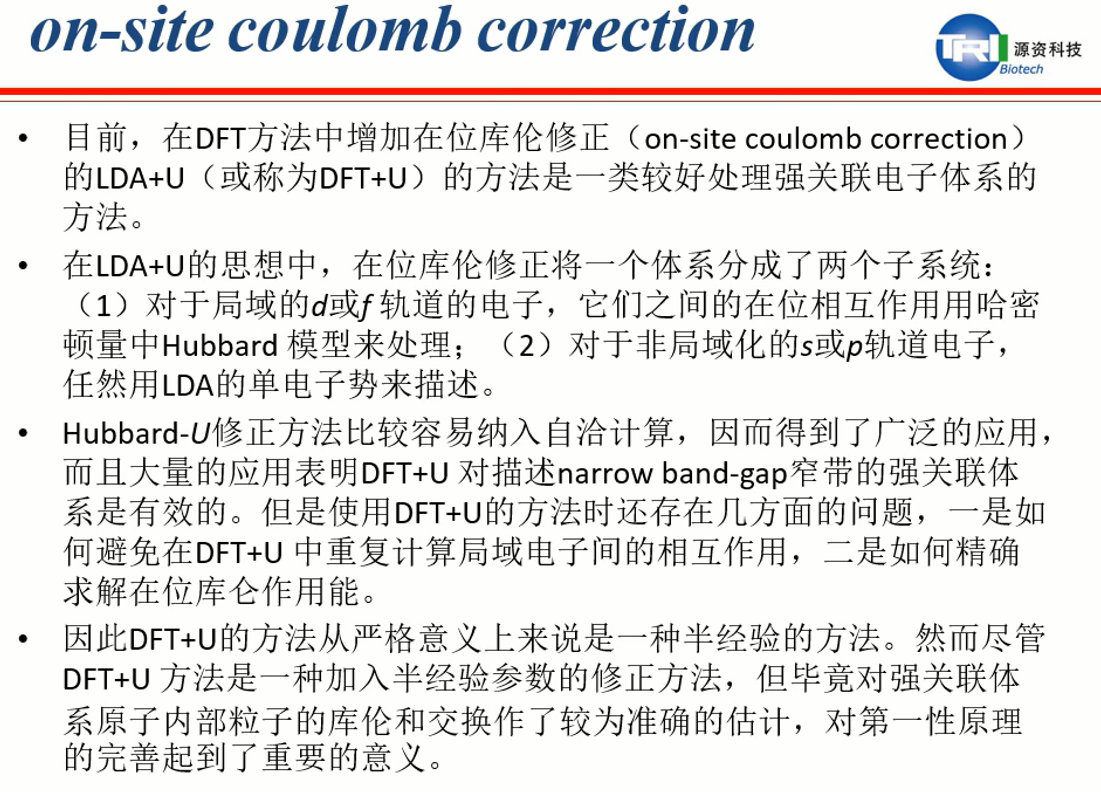 on-site coulomb correction
TRI 源资科技
Biotech
• 目前，在DFT方法中增加在位库伦修正（on-site coulomb correction）
的LDA+U（或称为DFT+U）的方法是一类较好处理强关联电子体系的
方法。
• 在LDA+U的思想中，在位库伦修正将一个体系分成了两个子系统：
（1）对于局域的d或f 轨道的电子，它们之间的在位相互作用用哈密
顿量中Hubbard 模型来处理；（2）对于非局域化的s或p轨道电子，
任然用LDA的单电子势来描述。
• Hubbard-U修正方法比较容易纳入自洽计算，因而得到了广泛的应用，
而且大量的应用表明DFT+U 对描述narrow band-gap窄带的强关联体
系是有效的。但是使用DFT+U的方法时还存在几方面的问题，一是如
何避免在DFT+U 中重复计算局域电子间的相互作用，二是如何精确
求解在位库仑作用能。
• 因此DFT+U的方法从严格意义上来说是一种半经验的方法。然而尽管
DFT+U 方法是一种加入半经验参数的修正方法，但毕竟对强关联体
系原子内部粒子的库伦和交换作了较为准确的估计，对第一性原理
的完善起到了重要的意义。